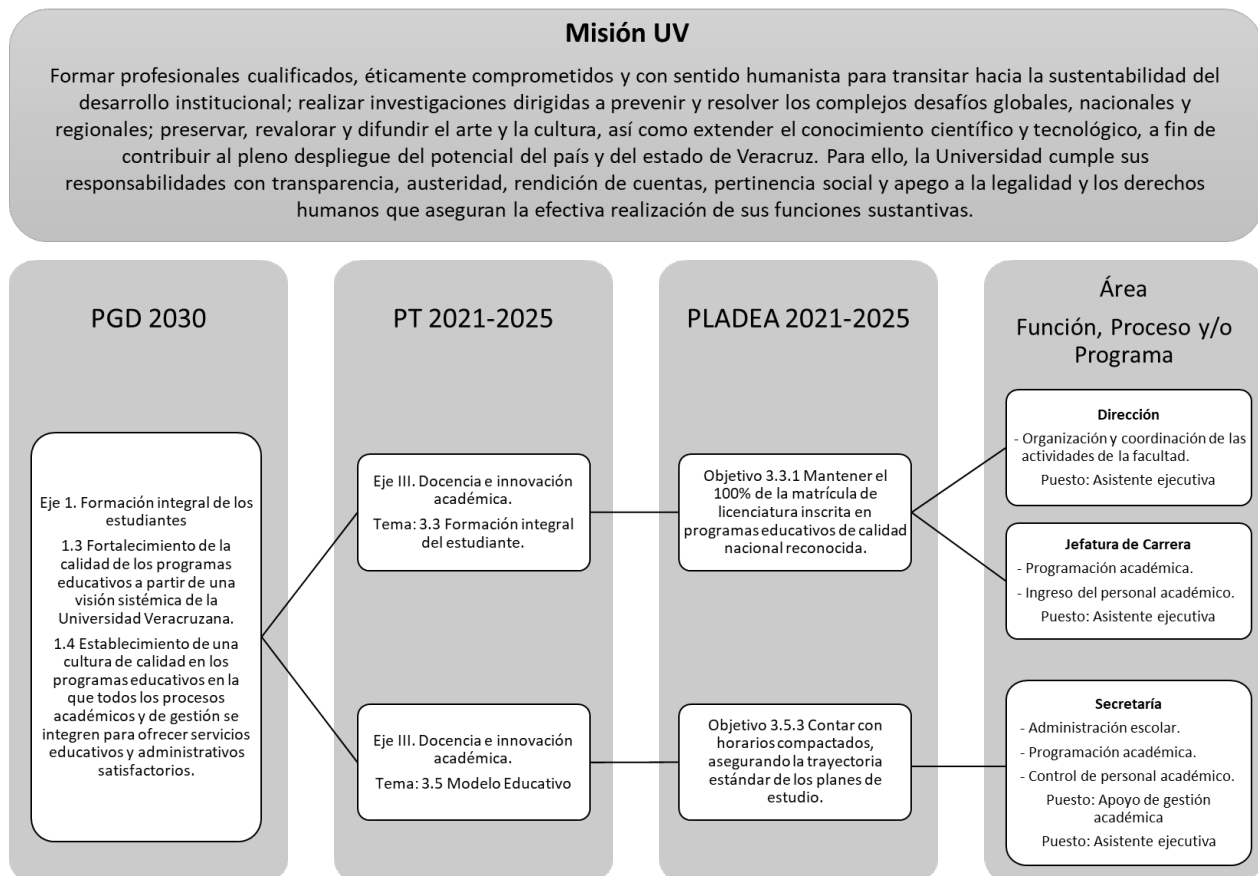 Misión UV
Formar profesionales cualificados, éticamente comprometidos y con sentido humanista para transitar hacia la sustentabilidad del
desarrollo institucional; realizar investigaciones dirigidas a prevenir y resolver los complejos desafíos globales, nacionales y
regionales; preservar, revalorar y difundir el arte y la cultura, así como extender el conocimiento científico y tecnológico, a fin de
contribuir al pleno despliegue del potencial del país y del estado de Veracruz. Para ello, la Universidad cumple sus
responsabilidades con transparencia, austeridad, rendición de cuentas, pertinencia social y apego a la legalidad y los derechos
humanos que aseguran la efectiva realización de sus funciones sustantivas.
PGD 2030
Eje 1. Formación integral de los
estudiantes
1.3 Fortalecimiento de la
calidad de los programas
educativos a partir de una
visión sistémica de la
Universidad Veracruzana.
1.4 Establecimiento de una
cultura de calidad en los
programas educativos en la
que todos los procesos
académicos y de gestión se
integren para ofrecer servicios
educativos y administrativos
satisfactorios.
PT 2021-2025
Eje III. Docencia e innovación
académica.
Tema: 3.3 Formación integral
del estudiante.
Eje III. Docencia e innovación
académica.
Tema: 3.5 Modelo Educativo
PLADEA 2021-2025
Objetivo 3.3.1 Mantener el
100% de la matrícula de
licenciatura inscrita en
programas educativos de calidad
nacional reconocida.
Objetivo 3.5.3 Contar con
horarios compactados,
asegurando la trayectoria
estándar de los planes de
estudio.
Área
Función, Proceso y/o
Programa
Dirección
- Organización y coordinación de las
actividades de la facultad.
Puesto: Asistente ejecutiva
Jefatura de Carrera
- Programación académica.
- Ingreso del personal académico.
Puesto: Asistente ejecutiva
Secretaría
- Administración escolar.
- Programación académica.
- Control de personal académico.
Puesto: Apoyo de gestión
académica
Puesto: Asistente ejecutiva